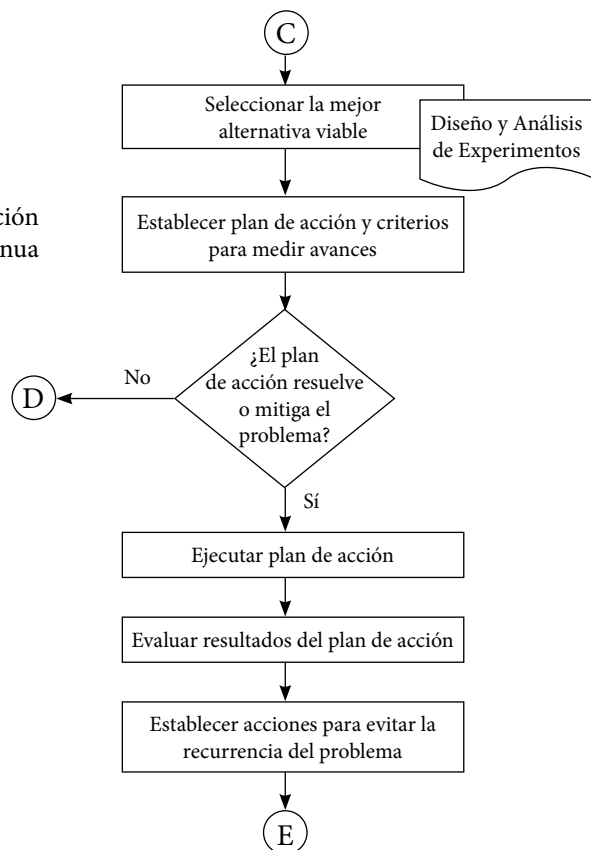 C
Seleccionar la mejor
alternativa viable
Diseño y Análisis
de Experimentos
ción
nua
Establecer plan de acción y criterios
para medir avances
¿El plan
de acción resuelve
o mitiga el
problema?
No
D
Sí
Ejecutar plan de acción
Evaluar resultados del plan de acción
Establecer acciones para evitar la
recurrencia del problema
E